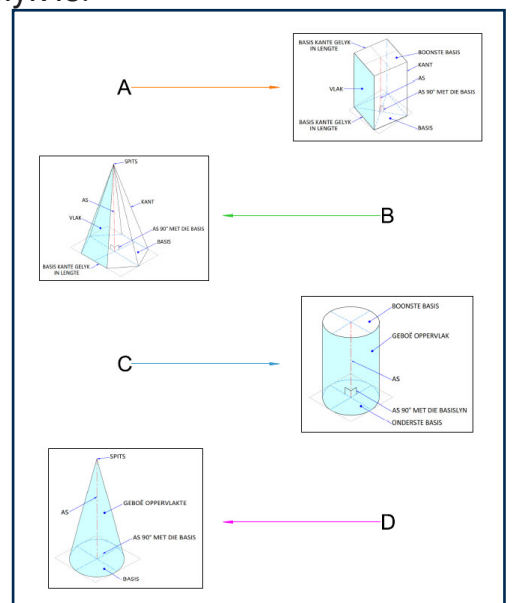 A
BASIS KANTE GELYK
IN LENGTE
BOONSTE BASIS
KANT
AS
VLAK
AS 90° MET DIE BASIS
BASIS KANTE GELYK
IN LENGTE
BASIS
SPITS
AS
KANT
VLAK
AS 90° MET DIE BASIS
BASIS
BASIS KANTE GELYK
IN LENGTE
B
C
BOONSTE BASIS
GEBOË OPPERVLAK
AS
AS 90° MET DIE BASISLYN
ONDERSTE BASIS
SPITS
AS
GEBOË OPPERVLAKTE
AS 90° MET DIE BASIS
BASIS
D